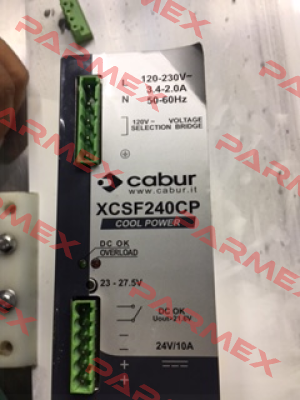 120-230V~
L
3.4-2.0A
N
50-60Hz
120V~ VOLTAGE
SELECTION BRIDGE
cabur
www.cabur.it
XCSF240CP
COOL POWER
DC OK
OVERLOAD
23 - 27.5V
DC OK
Uout>21.6V
24V/10A
PARMEX
PARMEX
PARMEX
PARMEX
PARMEX